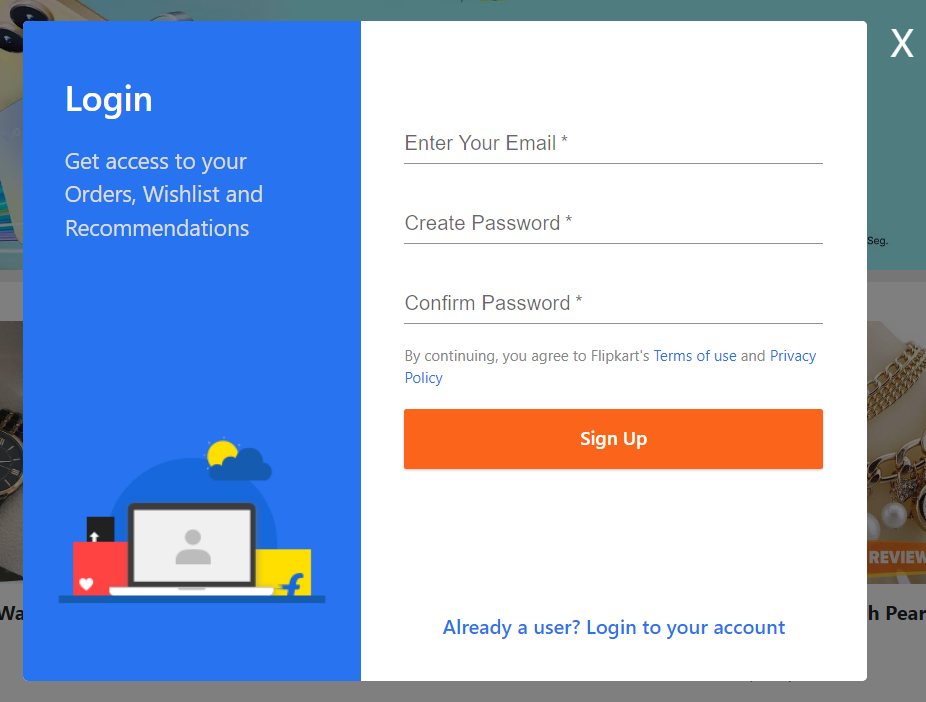 X
Login
Get access to your
Orders, Wishlist and
Recommendations
Enter Your Email *
Create Password *
Confirm Password *
By continuing, you agree to Flipkart's Terms of use and Privacy
Policy
Sign Up
Already a user? Login to your account
Seg.
REVIEW
Wa
h Pear
f